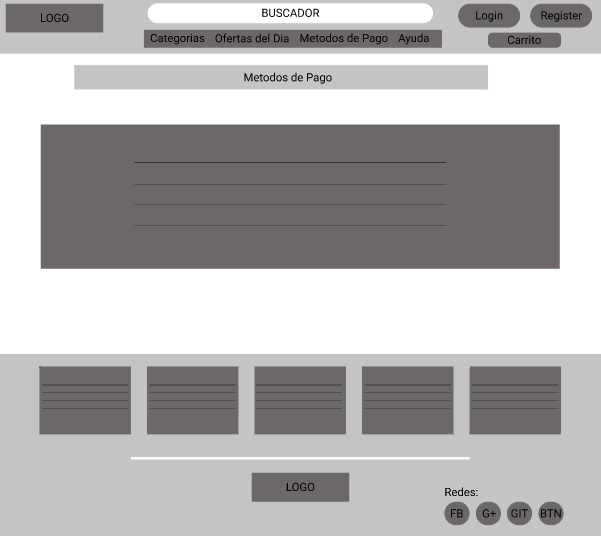 LOGO
BUSCADOR
Login
Register
Categorias Ofertas del Dia Metodos de Pago Ayuda
Carrito
Metodos de Pago
LOGO
Redes:
FB G+ GIT BTN